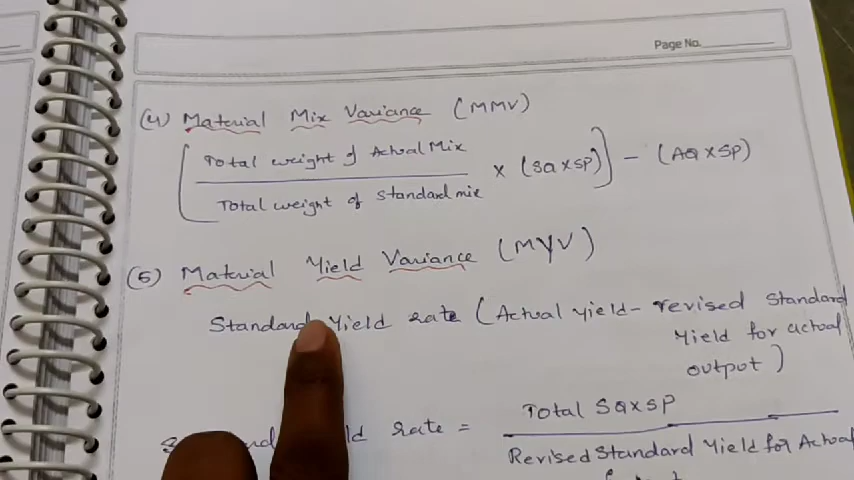 Page No.
(4) Material Mix Variance (MMV)
[Total weight of Actual Mix
Total weight of standard mix × (SQ×SP)] - (AQ×SP)
(5) Material Yield Variance (MYV)
Standard Yield rate (Actual yield- revised Standard
Yield for actual
output)
rate = Total SQ×SP
Revised Standard Yield for Actual